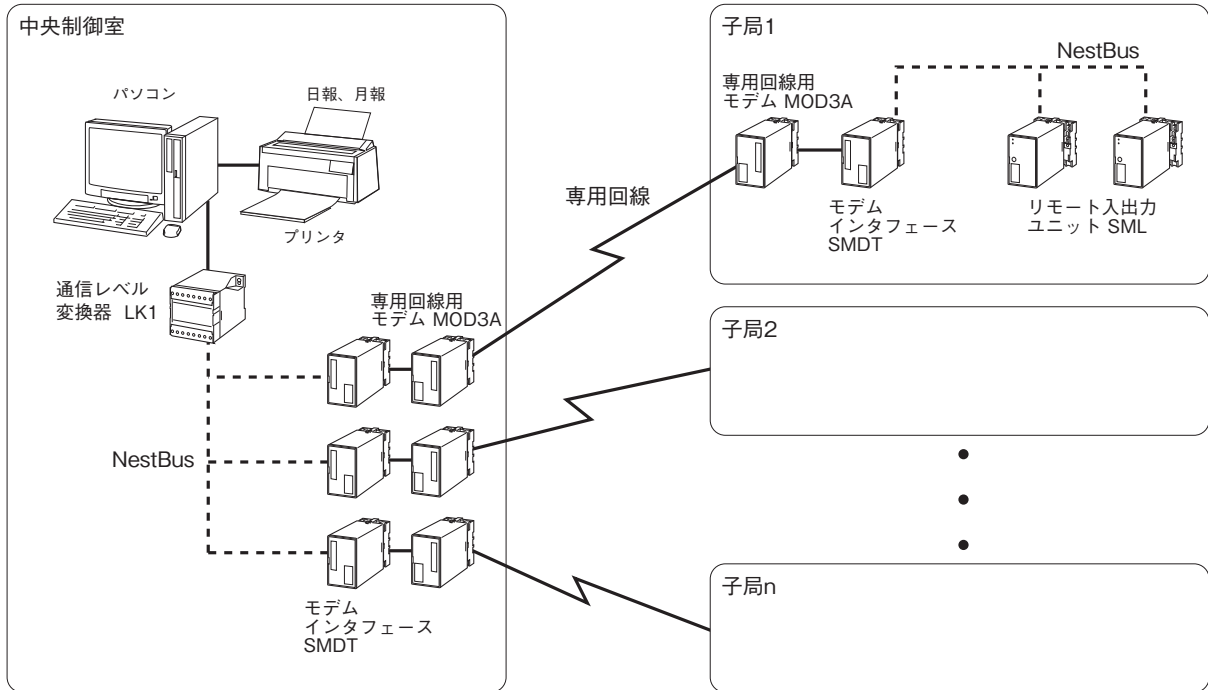 中央制御室
パソコン
日報、月報
プリンタ
通信レベル
変換器 LK1
専用回線用
モデム MOD3A
NestBus
モデム
インタフェース
SMDT
専用回線
子局1
NestBus
専用回線用
モデム MOD3A
モデム
インタフェース
SMDT
リモート入出力
ユニット SML
子局2
子局n